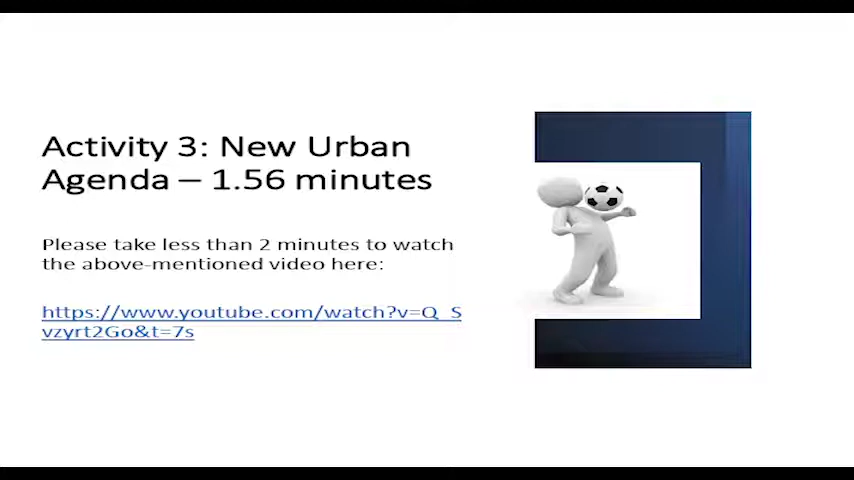 Activity 3: New Urban
Agenda – 1.56 minutes
Please take less than 2 minutes to watch
the above-mentioned video here:
https://www.youtube.com/watch?v=Q_S
vzyrt2Go&t=7s